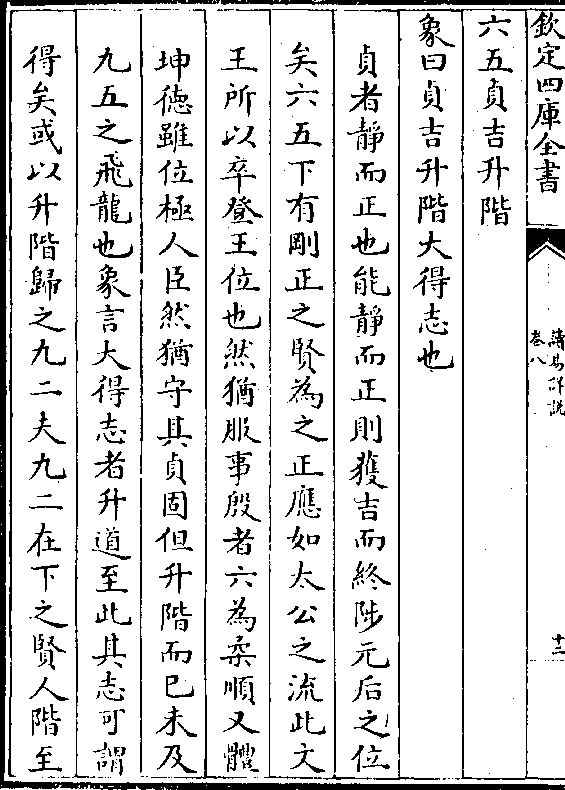 欽定四庫全書
讀易詳說
卷八
十二
六五貞吉升階
象曰貞吉升階大得志也
貞者靜而正也能靜而正則獲吉而終陟元后之位
矣六五下有剛正之賢為之正應如太公之流此文
王所以卒登王位也然猶服事殷者六為柔順又體
坤德雖位極人臣然猶守其貞固但升階而已未及
九五之飛龍也象言大得志者升道至此其志可謂
得矣或以升階歸之九二夫九二在下之賢人階至